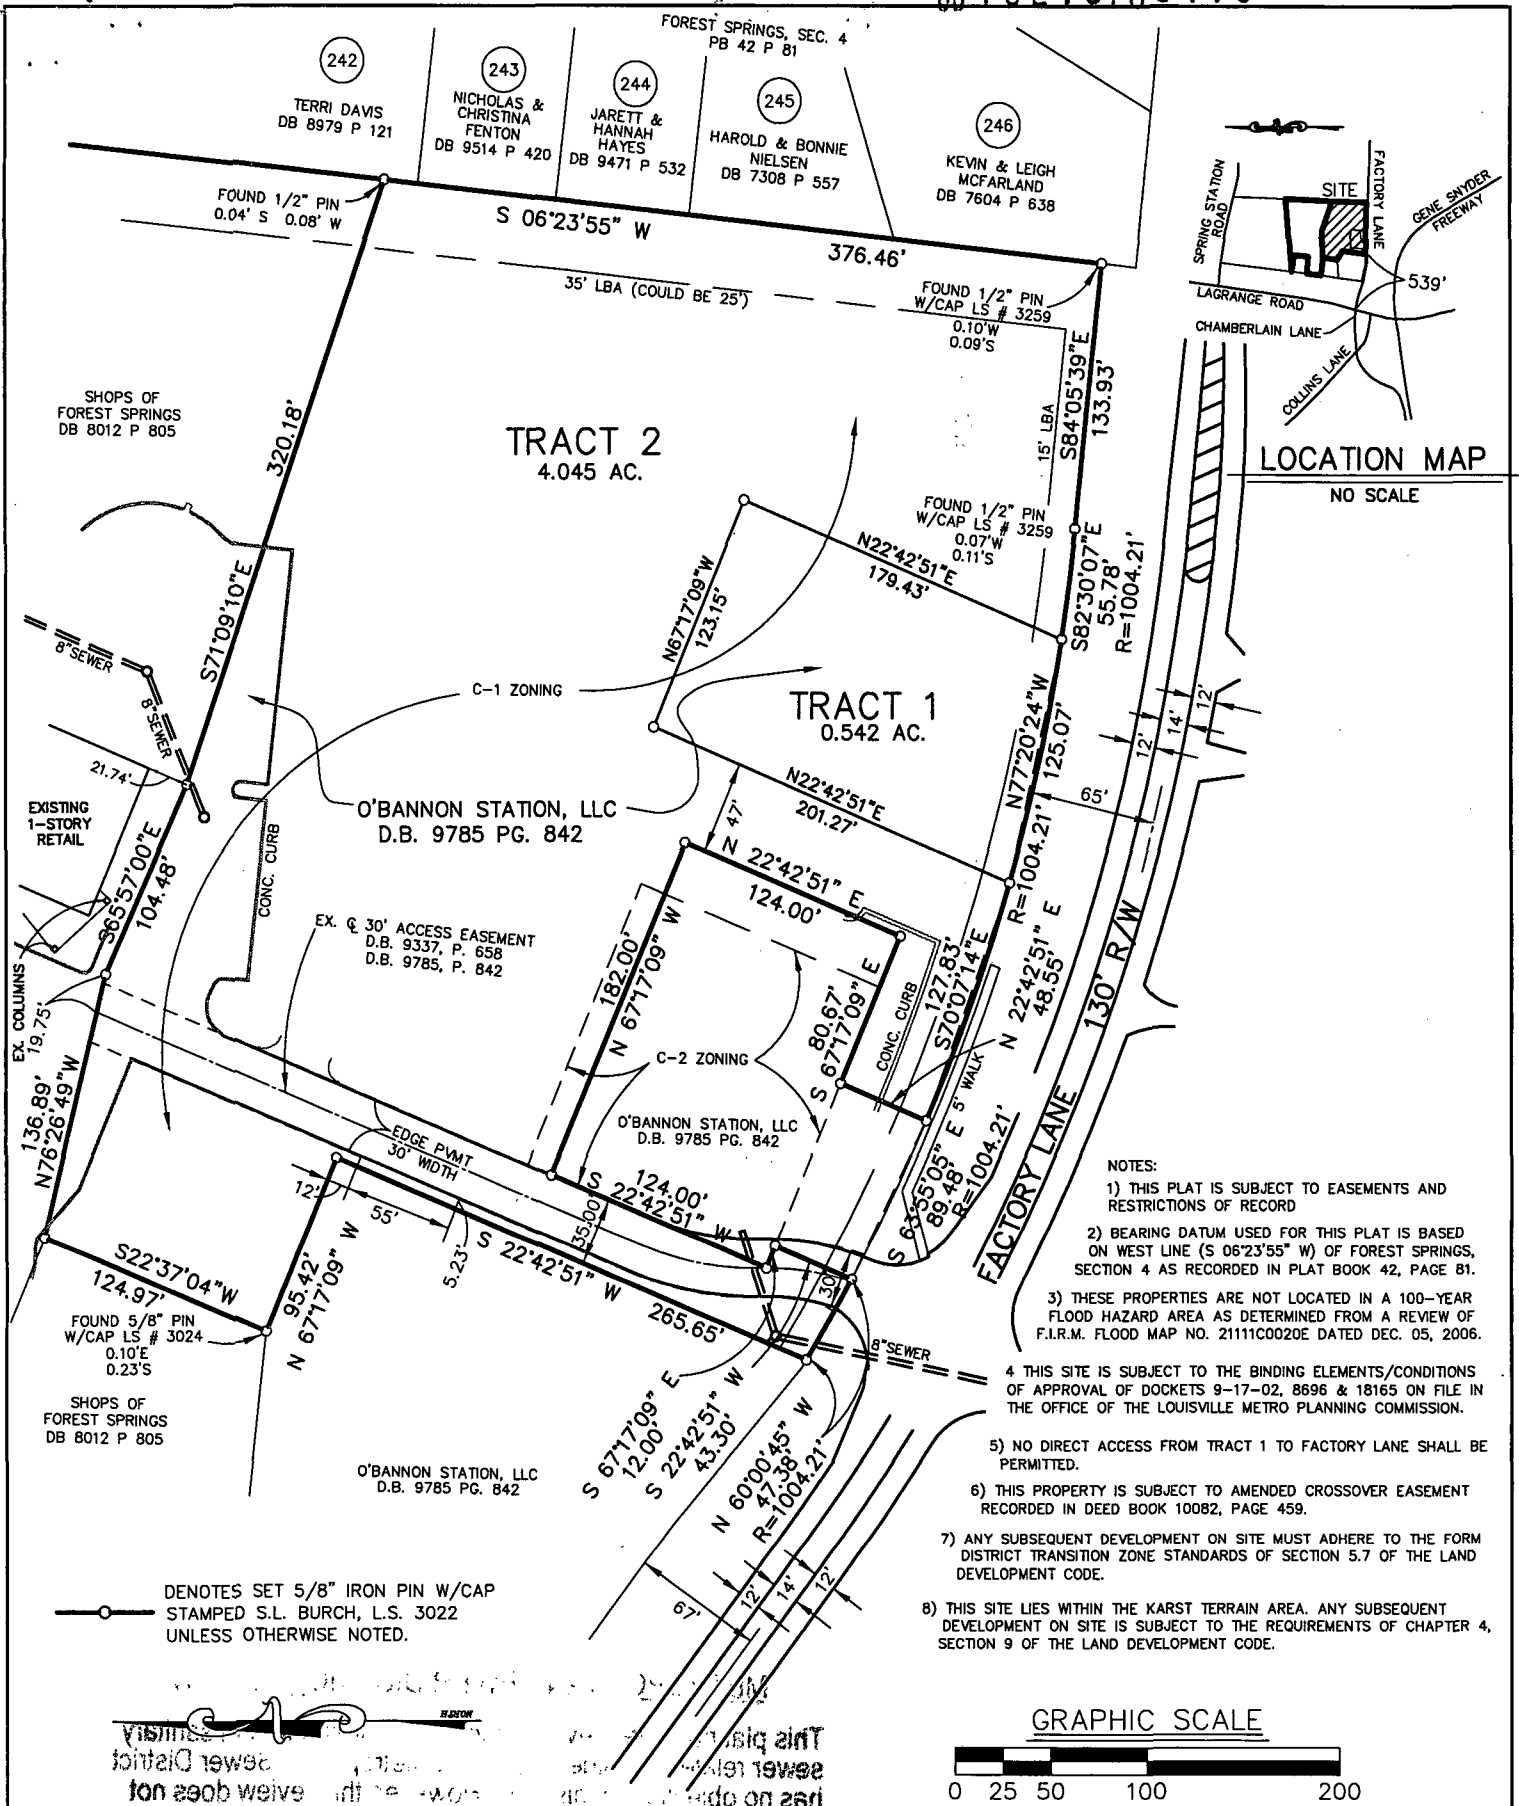 FOREST SPRINGS, SEC. 4
PB 42 P 81
242
TERRI DAVIS
DB 8979 P 121
243
NICHOLAS &
CHRISTINA
FENTON
DB 9514 P 420
244
JARETT &
HANNAH
HAYES
DB 9471 P 532
245
HAROLD & BONNIE
NIELSEN
DB 7308 P 557
246
KEVIN & LEIGH
MCFARLAND
DB 7604 P 638
FOUND 1/2" PIN
0.04' S 0.08' W
S 06°23'55" W
376.46'
35' LBA (COULD BE 25')
FOUND 1/2" PIN
W/CAP LS # 3259
0.10'W
0.09'S
SITE
SPRING STATION
ROAD
FACTORY LANE
GENE SNYDER
FREEWAY
539'
LAGRANGE ROAD
CHAMBERLAIN LANE
COLLINS LANE
LOCATION MAP
NO SCALE
SHOPS OF
FOREST SPRINGS
DB 8012 P 805
320.18'
S71°09'10"E
TRACT 2
4.045 AC.
15' LBA
S84°05'39"E
133.93'
FOUND 1/2" PIN
W/CAP LS # 3259
0.07'W
0.11'S
N22°42'51"E
179.43'
S82°30'07"E
55.78'
R=1004.21'
N67°17'09"W
123.15'
8"SEWER
8"SEWER
C-1 ZONING
TRACT 1
0.542 AC.
N77°20'24"W
125.07'
R=1004.21'
12'
14'
12'
65'
21.74'
EXISTING
1-STORY
RETAIL
S65°57'00"E
104.48'
CONC. CURB
O'BANNON STATION, LLC
D.B. 9785 PG. 842
N22°42'51"E
201.27'
47'
N 22°42'51" E
124.00'
EX. ℄ 30' ACCESS EASEMENT
D.B. 9337, P. 658
D.B. 9785, P. 842
182.00'
N 67°17'09" W
80.67'
S 67°17'09" E
CONC. CURB
127.83'
S70°07'14"E
N 22°42'51" E
48.55'
5' WALK
130' R/W
EX. COLUMNS
19.75'
136.89'
N76°26'49"W
C-2 ZONING
O'BANNON STATION, LLC
D.B. 9785 PG. 842
EDGE PVMT
30' WIDTH
124.00'
S 22°42'51" W
35.00'
S 63°55'05" E
89.48'
R=1004.21'
FACTORY LANE
12'
55'
5.23'
S 22°42'51" W
265.65'
30'
S22°37'04"W
124.97'
95.42'
N 67°17'09" W
FOUND 5/8" PIN
W/CAP LS # 3024
0.10'E
0.23'S
8"SEWER
SHOPS OF
FOREST SPRINGS
DB 8012 P 805
O'BANNON STATION, LLC
D.B. 9785 PG. 842
S 67°17'09" E
12.00'
S 22°42'51" W
43.30'
N 60°00'45" W
47.38'
R=1004.21'
12'
14'
12'
67'
NOTES:
1) THIS PLAT IS SUBJECT TO EASEMENTS AND
RESTRICTIONS OF RECORD
2) BEARING DATUM USED FOR THIS PLAT IS BASED
ON WEST LINE (S 06°23'55" W) OF FOREST SPRINGS,
SECTION 4 AS RECORDED IN PLAT BOOK 42, PAGE 81.
3) THESE PROPERTIES ARE NOT LOCATED IN A 100-YEAR
FLOOD HAZARD AREA AS DETERMINED FROM A REVIEW OF
F.I.R.M. FLOOD MAP NO. 21111C0020E DATED DEC. 05, 2006.
4 THIS SITE IS SUBJECT TO THE BINDING ELEMENTS/CONDITIONS
OF APPROVAL OF DOCKETS 9-17-02, 8696 & 18165 ON FILE IN
THE OFFICE OF THE LOUISVILLE METRO PLANNING COMMISSION.
5) NO DIRECT ACCESS FROM TRACT 1 TO FACTORY LANE SHALL BE
PERMITTED.
6) THIS PROPERTY IS SUBJECT TO AMENDED CROSSOVER EASEMENT
RECORDED IN DEED BOOK 10082, PAGE 459.
7) ANY SUBSEQUENT DEVELOPMENT ON SITE MUST ADHERE TO THE FORM
DISTRICT TRANSITION ZONE STANDARDS OF SECTION 5.7 OF THE LAND
DEVELOPMENT CODE.
8) THIS SITE LIES WITHIN THE KARST TERRAIN AREA. ANY SUBSEQUENT
DEVELOPMENT ON SITE IS SUBJECT TO THE REQUIREMENTS OF CHAPTER 4,
SECTION 9 OF THE LAND DEVELOPMENT CODE.
DENOTES SET 5/8" IRON PIN W/CAP
STAMPED S.L. BURCH, L.S. 3022
UNLESS OTHERWISE NOTED.
NORTH
This plan sanitary
sewer Sewer District
has no does not
GRAPHIC SCALE
0 25 50 100 200